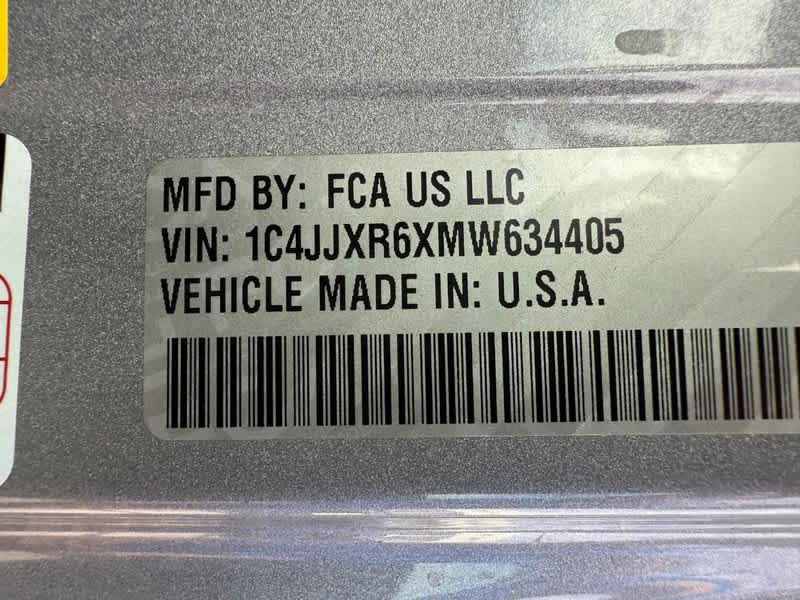 MFD BY: FCA US LLC
VIN: 1C4JJXR6XMW634405
VEHICLE MADE IN: U.S.A.